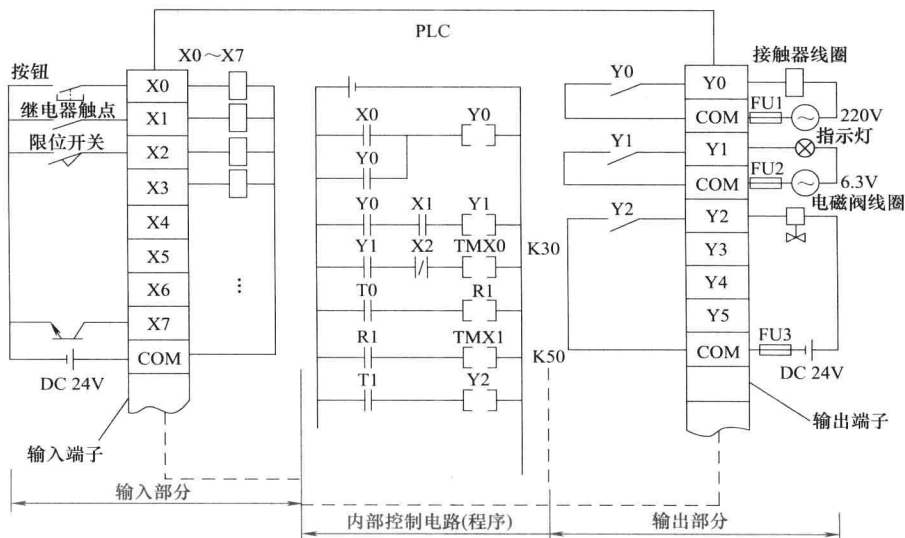 PLC
X0～X7
按钮
继电器触点
限位开关
X0
X1
X2
X3
X4
X5
X6
X7
COM
DC 24V
输入端子
输入部分
⋯
X0
Y0
Y0
Y0
X1
Y1
Y1
X2
TMX0
K30
T0
R1
R1
TMX1
K50
T1
Y2
内部控制电路(程序)
Y0
Y1
Y2
Y0
COM
Y1
COM
Y2
Y3
Y4
Y5
COM
接触器线圈
FU1
220V
指示灯
FU2
6.3V
电磁阀线圈
FU3
DC 24V
输出端子
输出部分